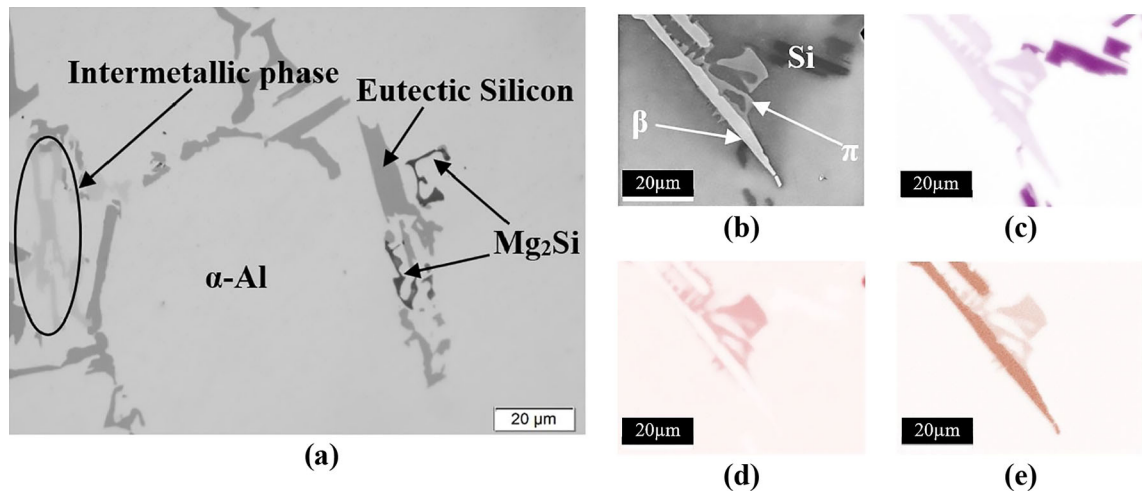 Intermetallic phase
Eutectic Silicon
Mg₂Si
α-Al
20 µm
(a)
Si
β
π
20µm
(b)
20µm
(c)
20µm
(d)
20µm
(e)